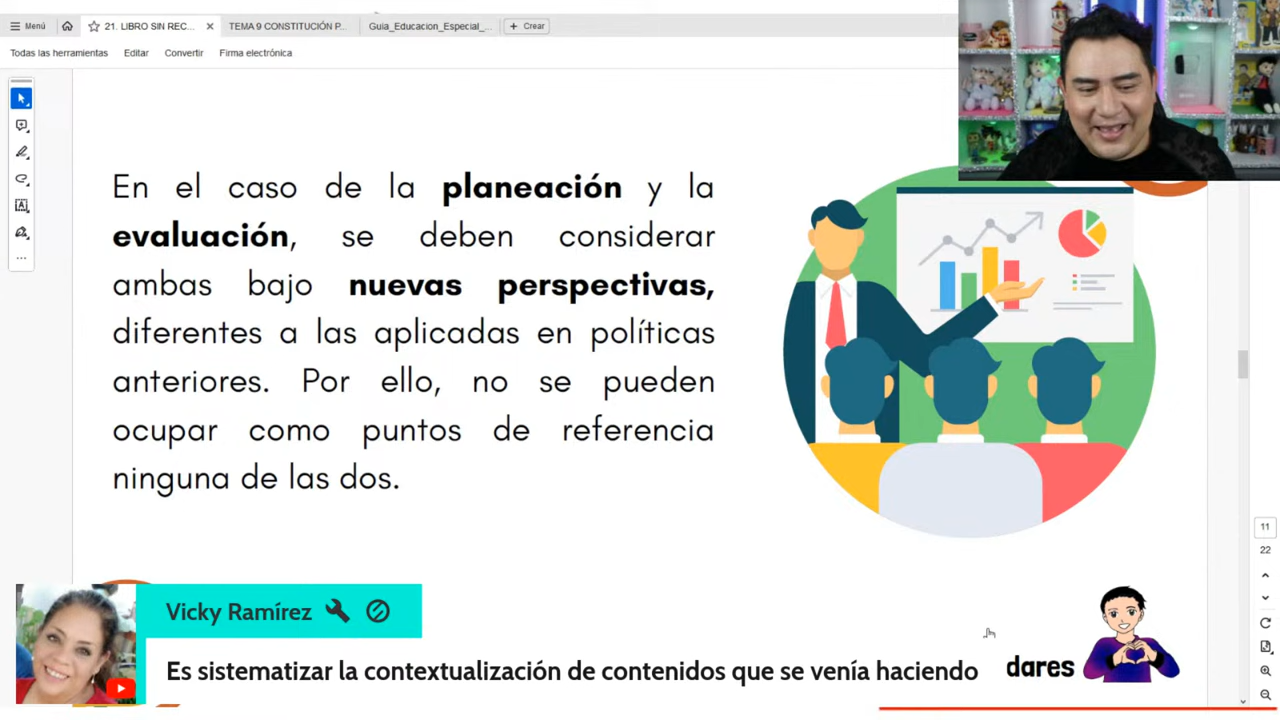 Menú
21. LIBRO SIN REC...
TEMA 9 CONSTITUCIÓN P...
Guia_Educacion_Especial_...
Crear
Todas las herramientas
Editar
Convertir
Firma electrónica
En el caso de la planeación y la
evaluación, se deben considerar
ambas bajo nuevas perspectivas,
diferentes a las aplicadas en políticas
anteriores. Por ello, no se pueden
ocupar como puntos de referencia
ninguna de las dos.
11
22
Vicky Ramírez
Es sistematizar la contextualización de contenidos que se venía haciendo
dares